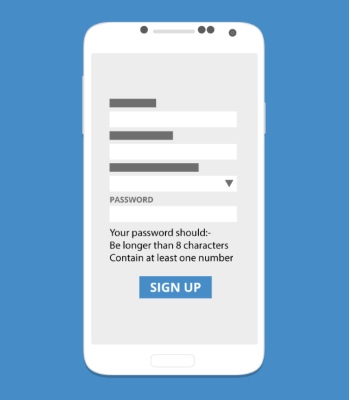 PASSWORD
Your password should:-
Be longer than 8 characters
Contain at least one number
SIGN UP